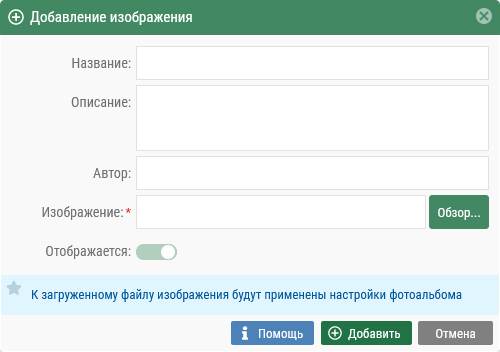 Добавление изображения
Название:
Описание:
Автор:
Изображение:*
Обзор...
Отображается:
К загруженному файлу изображения будут применены настройки фотоальбома
Помощь
Добавить
Отмена